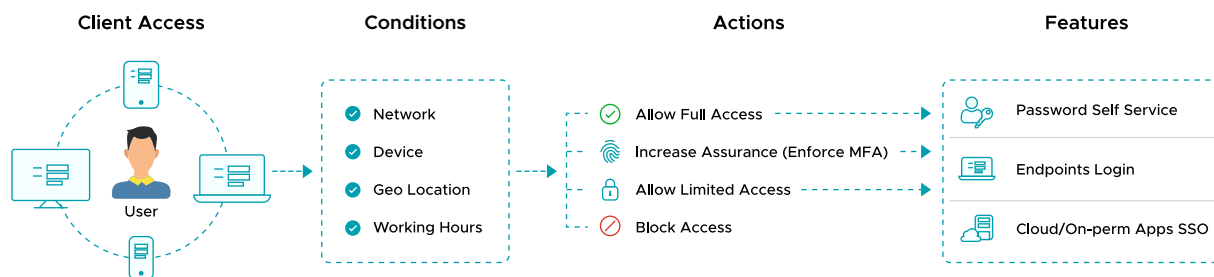 Client Access
Conditions
Actions
Features
User
Network
Device
Geo Location
Working Hours
Allow Full Access
Increase Assurance (Enforce MFA)
Allow Limited Access
Block Access
Password Self Service
Endpoints Login
Cloud/On-perm Apps SSO